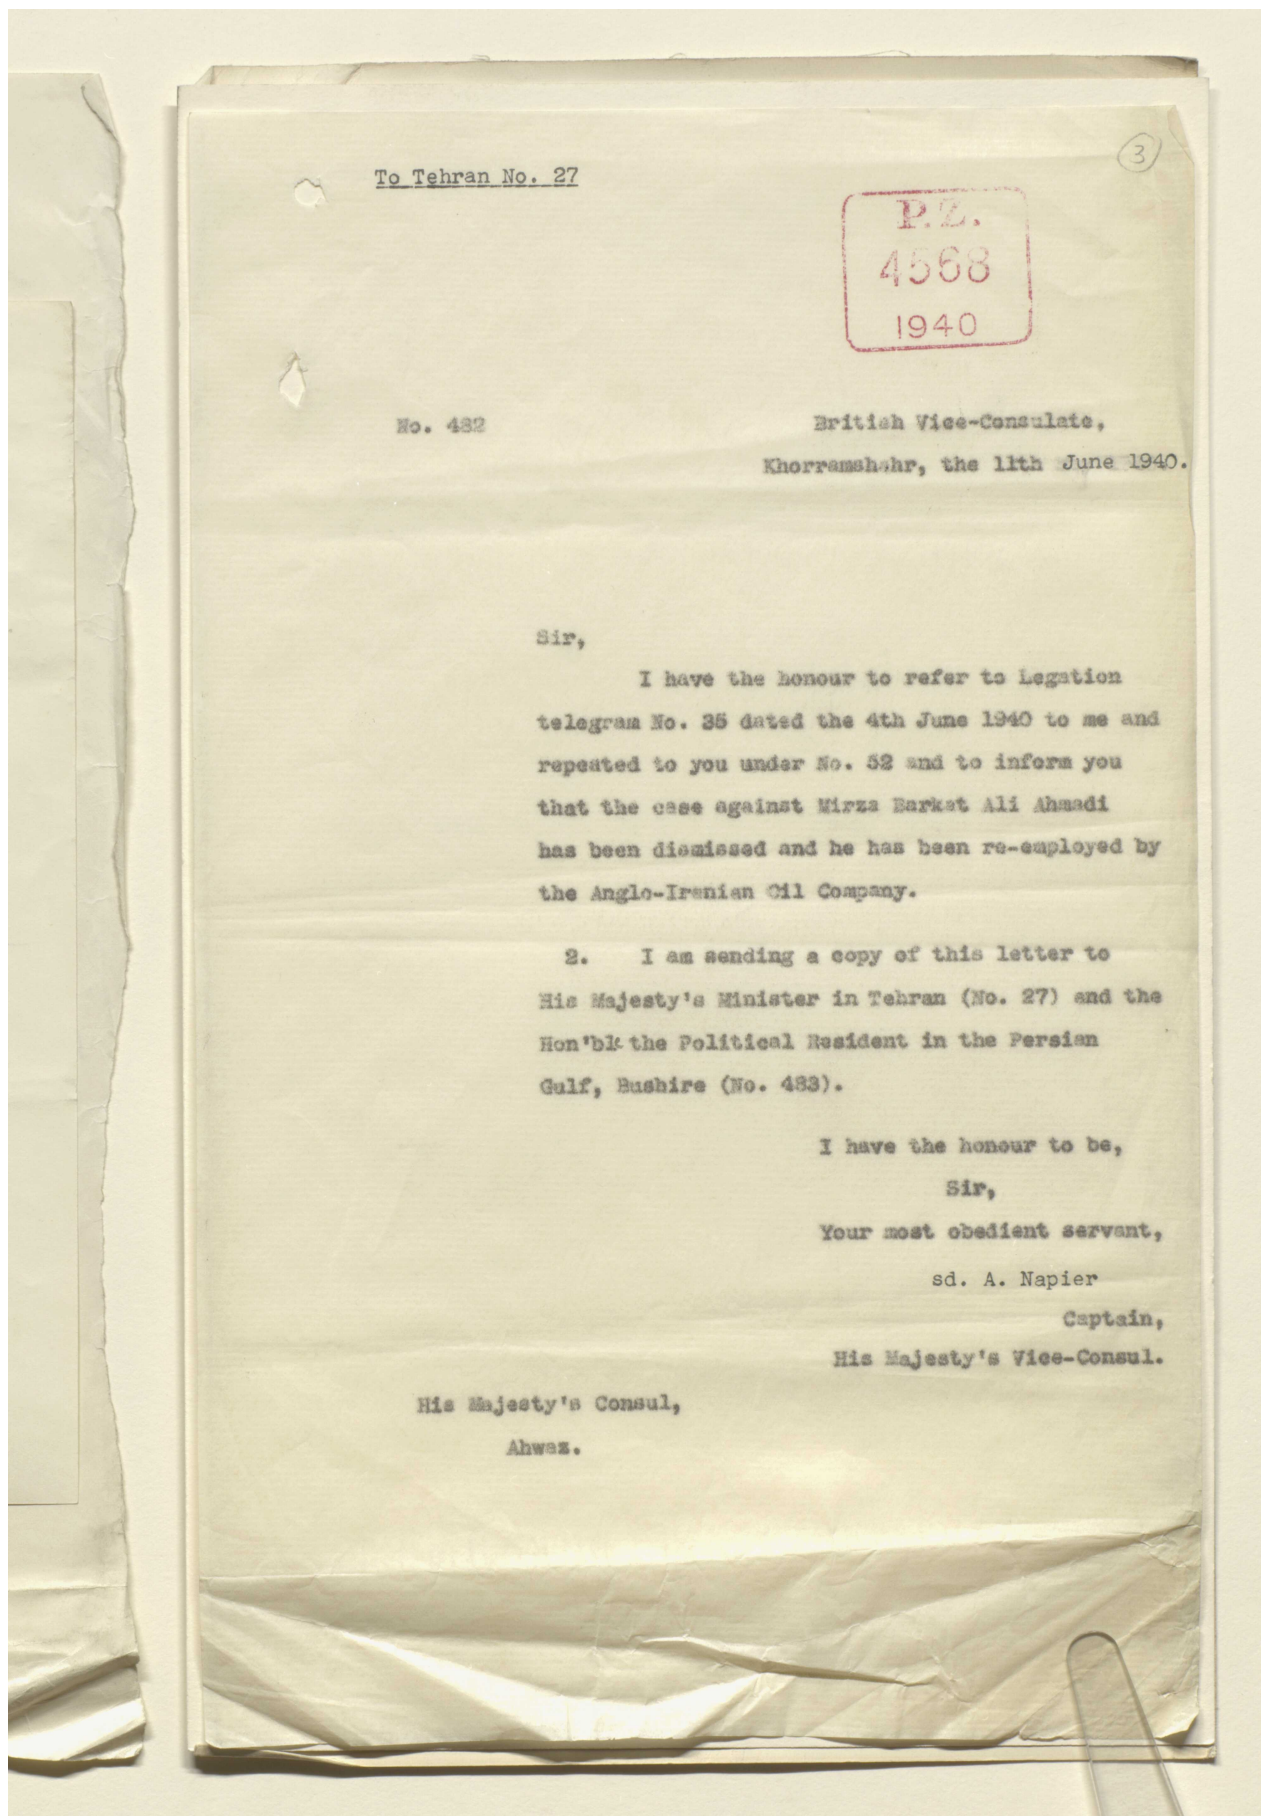 3
To Tehran No. 27
P.Z.
4568
1940
No. 482
British Vice-Consulate,
Khorramshahr, the 11th June 1940.
Sir,
I have the honour to refer to Legation
telegram No. 35 dated the 4th June 1940 to me and
repeated to you under No. 52 and to inform you
that the case against Mirza Barkat Ali Ahmadi
has been dismissed and he has been re-employed by
the Anglo-Iranian Oil Company.
2. I am sending a copy of this letter to
His Majesty's Minister in Tehran (No. 27) and the
Hon'ble the Political Resident in the Persian
Gulf, Bushire (No. 483).
I have the honour to be,
Sir,
Your most obedient servant,
sd. A. Napier
Captain,
His Majesty's Vice-Consul.
His Majesty's Consul,
Ahwaz.